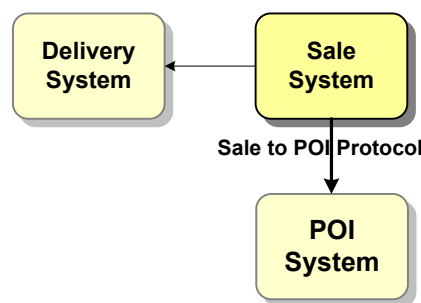 Delivery
System
Sale
System
Sale to POI Protocol
POI
System